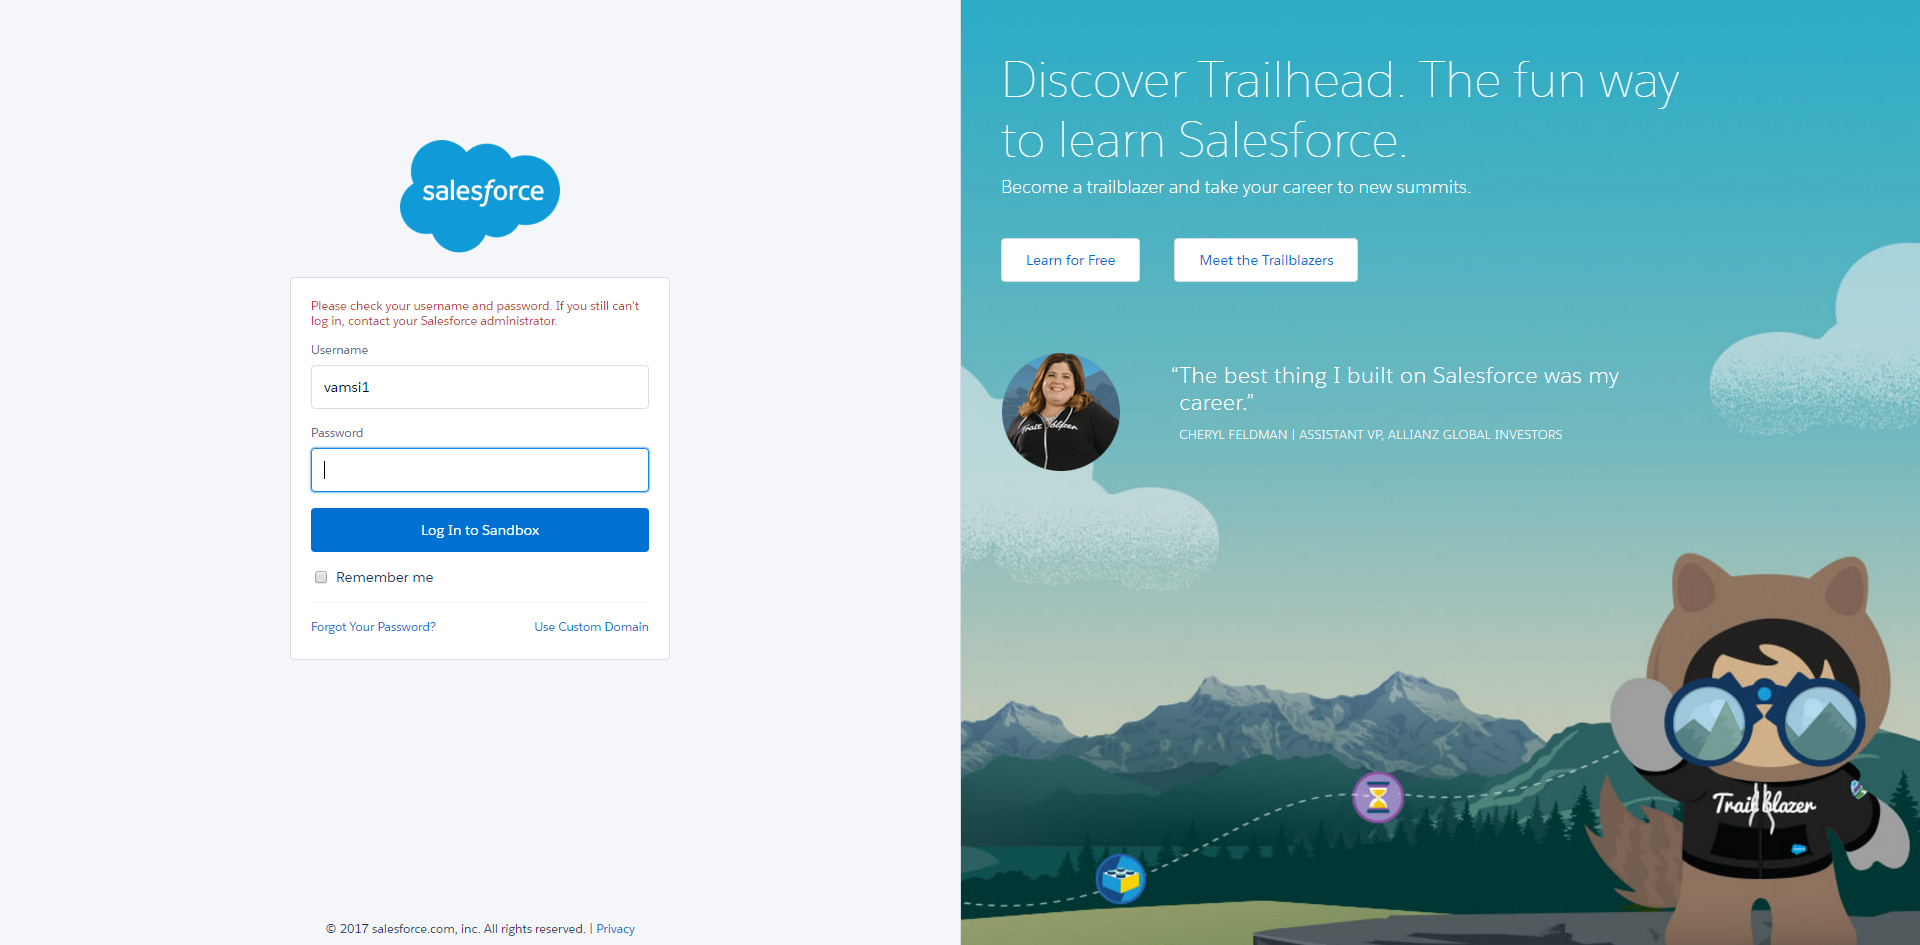 salesforce
Please check your username and password. If you still can't
log in, contact your Salesforce administrator.
Username
vamsi1
Password
Log In to Sandbox
Remember me
Forgot Your Password?
Use Custom Domain
© 2017 salesforce.com, inc. All rights reserved. | Privacy
Discover Trailhead. The fun way
to learn Salesforce.
Become a trailblazer and take your career to new summits.
Learn for Free
Meet the Trailblazers
Trail blazer
“The best thing I built on Salesforce was my
career.”
CHERYL FELDMAN | ASSISTANT VP, ALLIANZ GLOBAL INVESTORS
Trail blazer